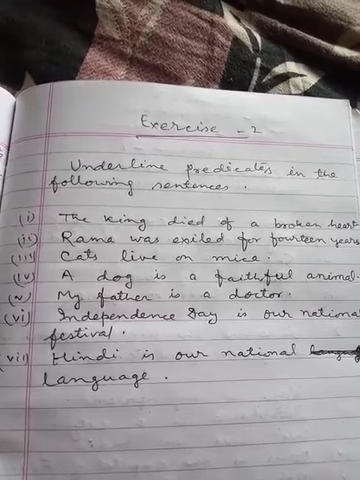 Exercise - 2
Underline predicates in the
following sentences.
(i) The king died of a broken heart
(ii) Rama was exiled for fourteen years
(iii) Cats live on mice.
(iv) A dog is a faithful animal.
(v) My father is a doctor.
(vi) Independence Day is our national
festival.
(vii) Hindi is our national
language.